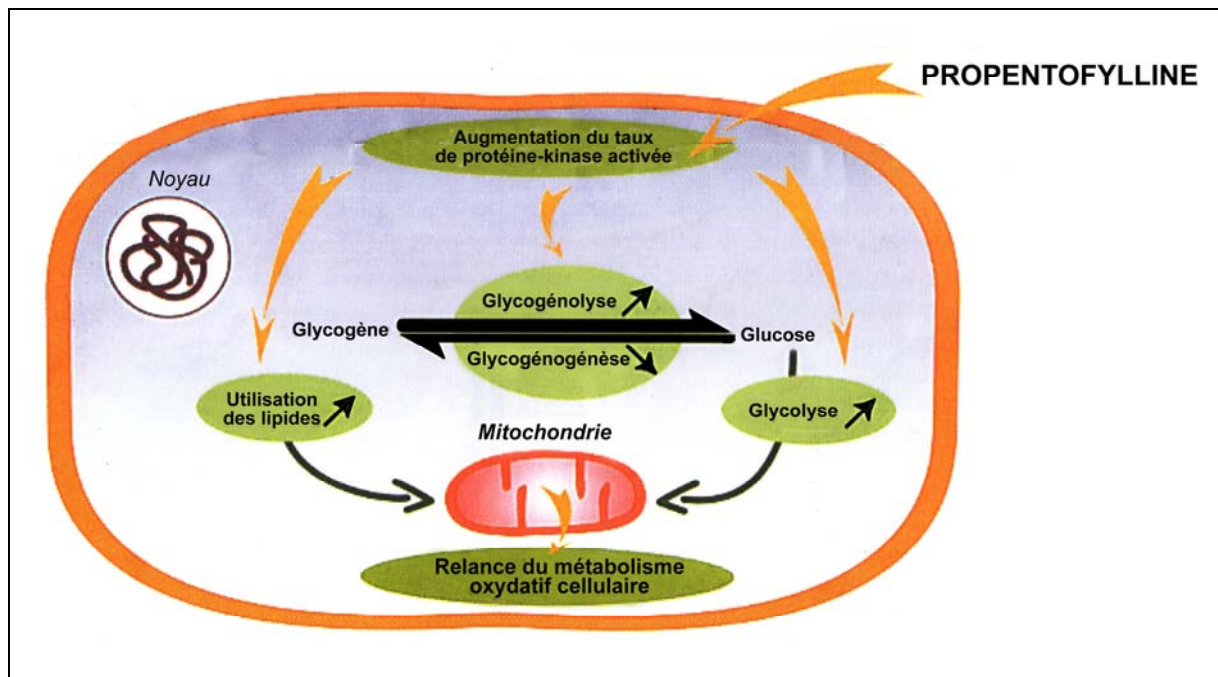 PROPENTOFYLLINE
Augmentation du taux
de protéine-kinase activée
Noyau
Glycogénolyse
Glycogène
Glucose
Glycogénogénèse
Utilisation
des lipides
Glycolyse
Mitochondrie
Relance du métabolisme
oxydatif cellulaire